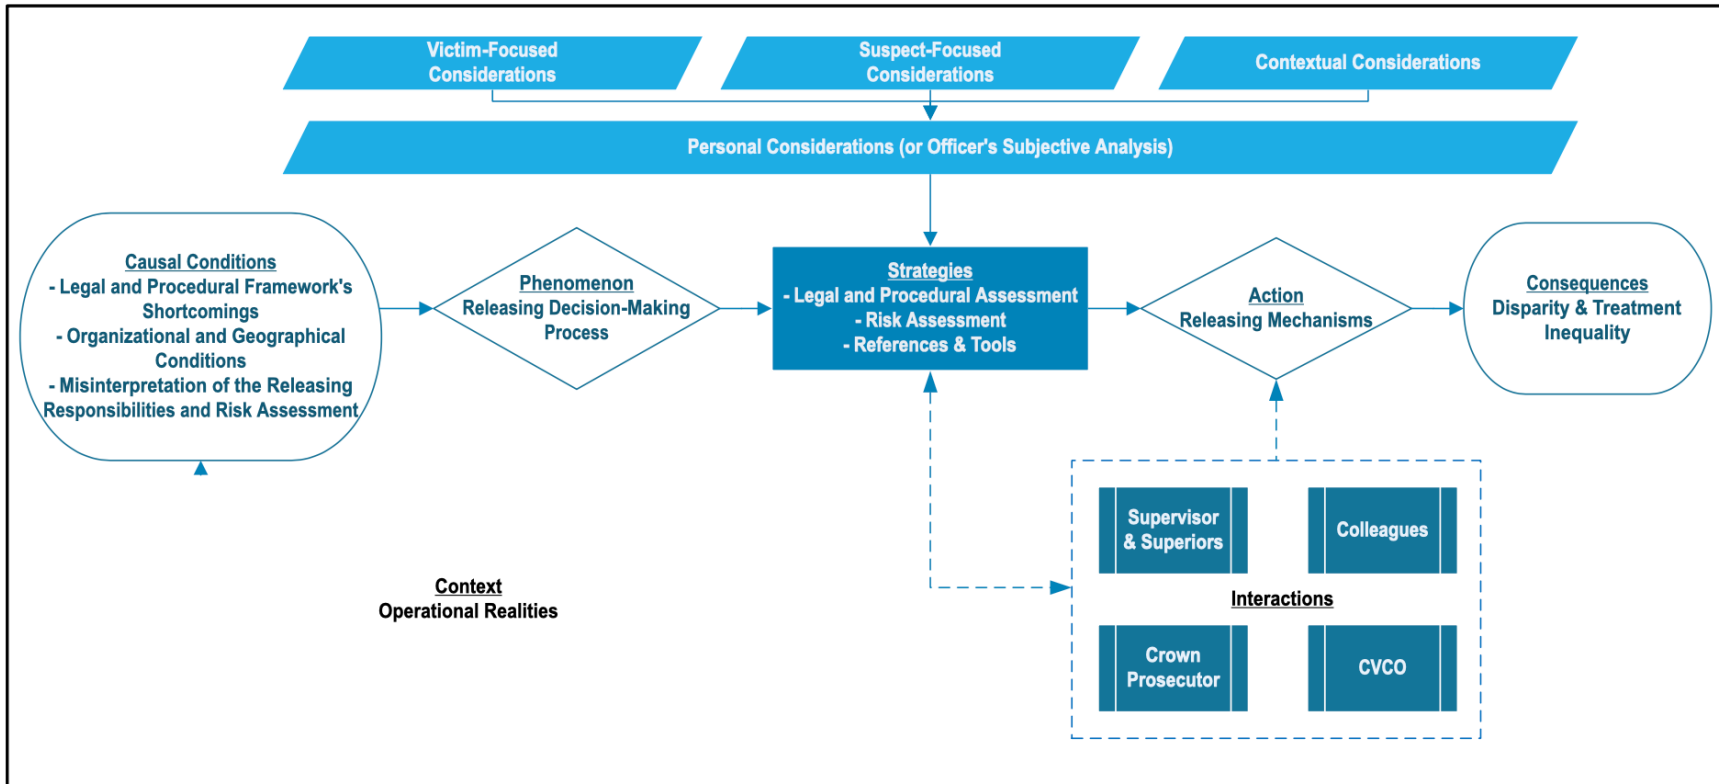 Victim-Focused
Considerations
Suspect-Focused
Considerations
Contextual Considerations
Personal Considerations (or Officer's Subjective Analysis)
Causal Conditions
- Legal and Procedural Framework's
Shortcomings
- Organizational and Geographical
Conditions
- Misinterpretation of the Releasing
Responsibilities and Risk Assessment
Phenomenon
Releasing Decision-Making
Process
Strategies
- Legal and Procedural Assessment
- Risk Assessment
- References & Tools
Action
Releasing Mechanisms
Consequences
Disparity & Treatment
Inequality
Supervisor
& Superiors
Colleagues
Context
Operational Realities
Interactions
Crown
Prosecutor
CVCO